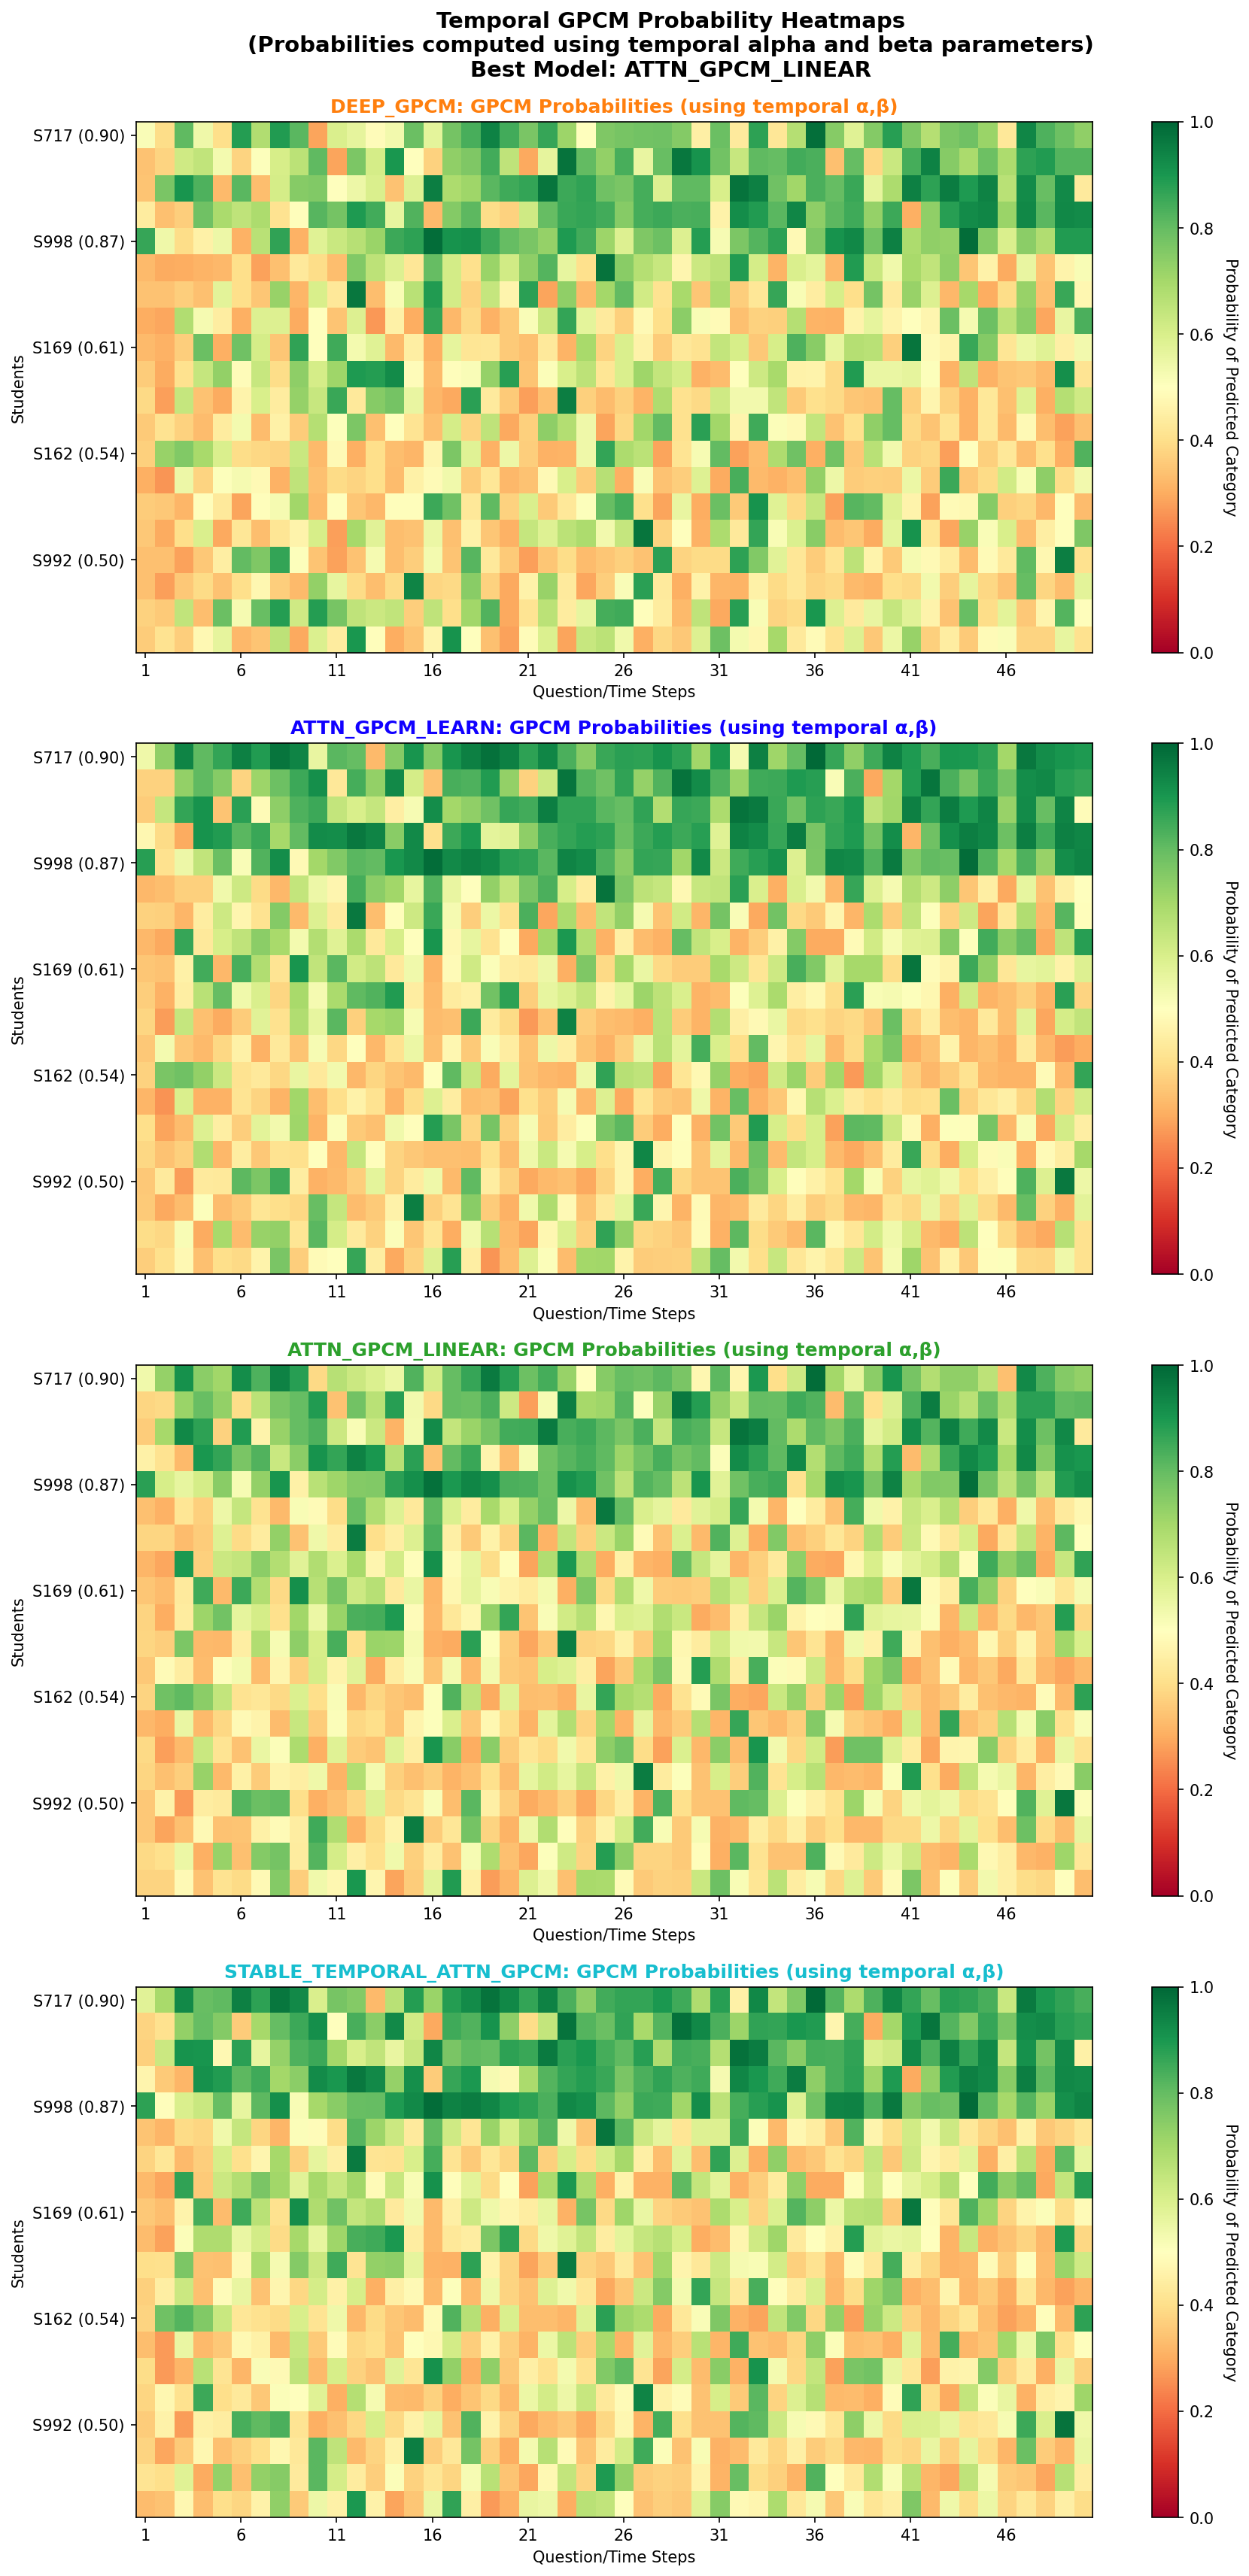 Temporal GPCM Probability Heatmaps
(Probabilities computed using temporal alpha and beta parameters)
Best Model: ATTN_GPCM_LINEAR
DEEP_GPCM: GPCM Probabilities (using temporal α,β)
S717 (0.90)
S998 (0.87)
S169 (0.61)
S162 (0.54)
S992 (0.50)
Students
1 6 11 16 21 26 31 36 41 46
Question/Time Steps
1.0
0.8
0.6
0.4
0.2
0.0
Probability of Predicted Category
ATTN_GPCM_LEARN: GPCM Probabilities (using temporal α,β)
S717 (0.90)
S998 (0.87)
S169 (0.61)
S162 (0.54)
S992 (0.50)
Students
1 6 11 16 21 26 31 36 41 46
Question/Time Steps
1.0
0.8
0.6
0.4
0.2
0.0
Probability of Predicted Category
ATTN_GPCM_LINEAR: GPCM Probabilities (using temporal α,β)
S717 (0.90)
S998 (0.87)
S169 (0.61)
S162 (0.54)
S992 (0.50)
Students
1 6 11 16 21 26 31 36 41 46
Question/Time Steps
1.0
0.8
0.6
0.4
0.2
0.0
Probability of Predicted Category
STABLE_TEMPORAL_ATTN_GPCM: GPCM Probabilities (using temporal α,β)
S717 (0.90)
S998 (0.87)
S169 (0.61)
S162 (0.54)
S992 (0.50)
Students
1 6 11 16 21 26 31 36 41 46
Question/Time Steps
1.0
0.8
0.6
0.4
0.2
0.0
Probability of Predicted Category